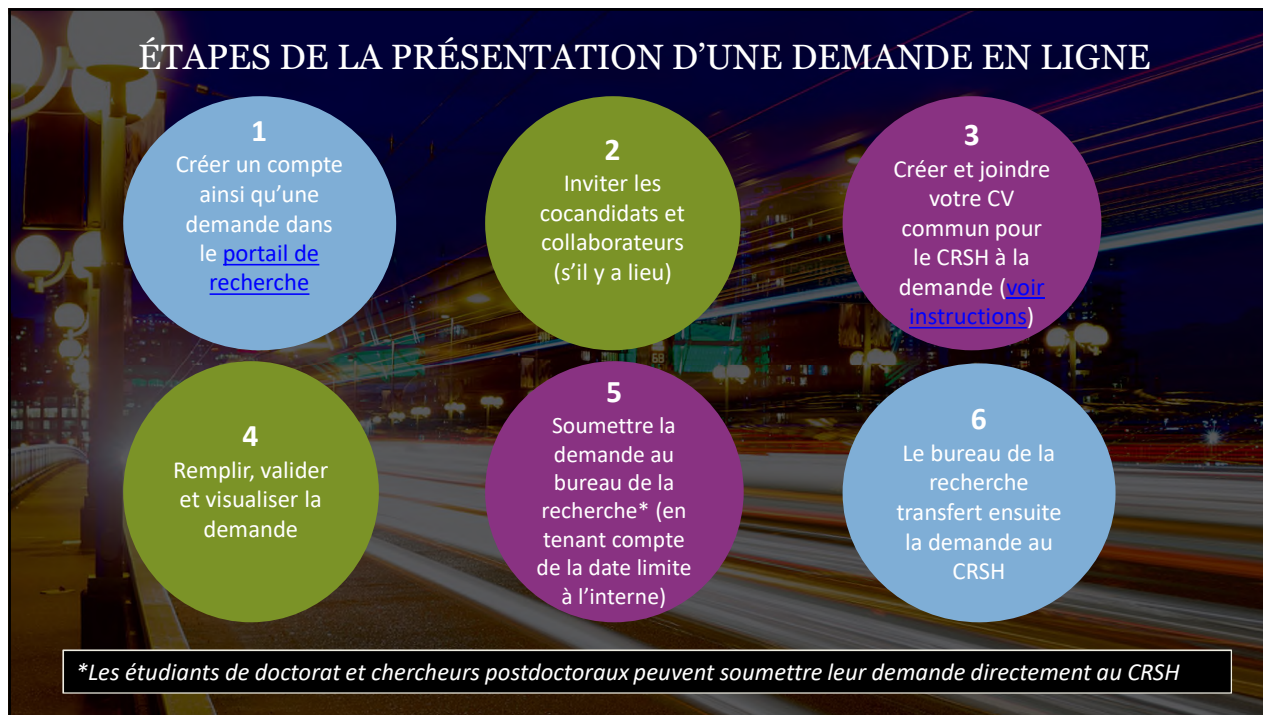 ÉTAPES DE LA PRÉSENTATION D’UNE DEMANDE EN LIGNE
1
Créer un compte
ainsi qu’une
demande dans
le portail de
recherche
2
Inviter les
cocandidats et
collaborateurs
(s’il y a lieu)
3
Créer et joindre
votre CV
commun pour
le CRSH à la
demande (voir
instructions)
4
Remplir, valider
et visualiser la
demande
5
Soumettre la
demande au
bureau de la
recherche* (en
tenant compte
de la date limite
à l’interne)
6
Le bureau de la
recherche
transfert ensuite
la demande au
CRSH
68
*Les étudiants de doctorat et chercheurs postdoctoraux peuvent soumettre leur demande directement au CRSH